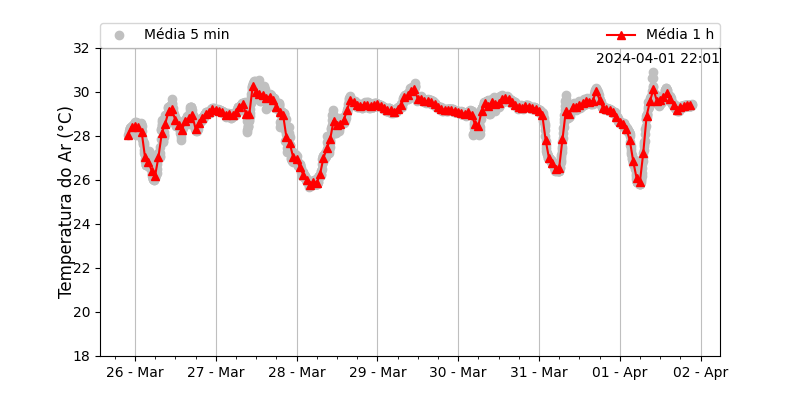 Média 5 min
Média 1 h
2024-04-01 22:01
Temperatura do Ar (°C)
32
30
28
26
24
22
20
18
26 - Mar
27 - Mar
28 - Mar
29 - Mar
30 - Mar
31 - Mar
01 - Apr
02 - Apr